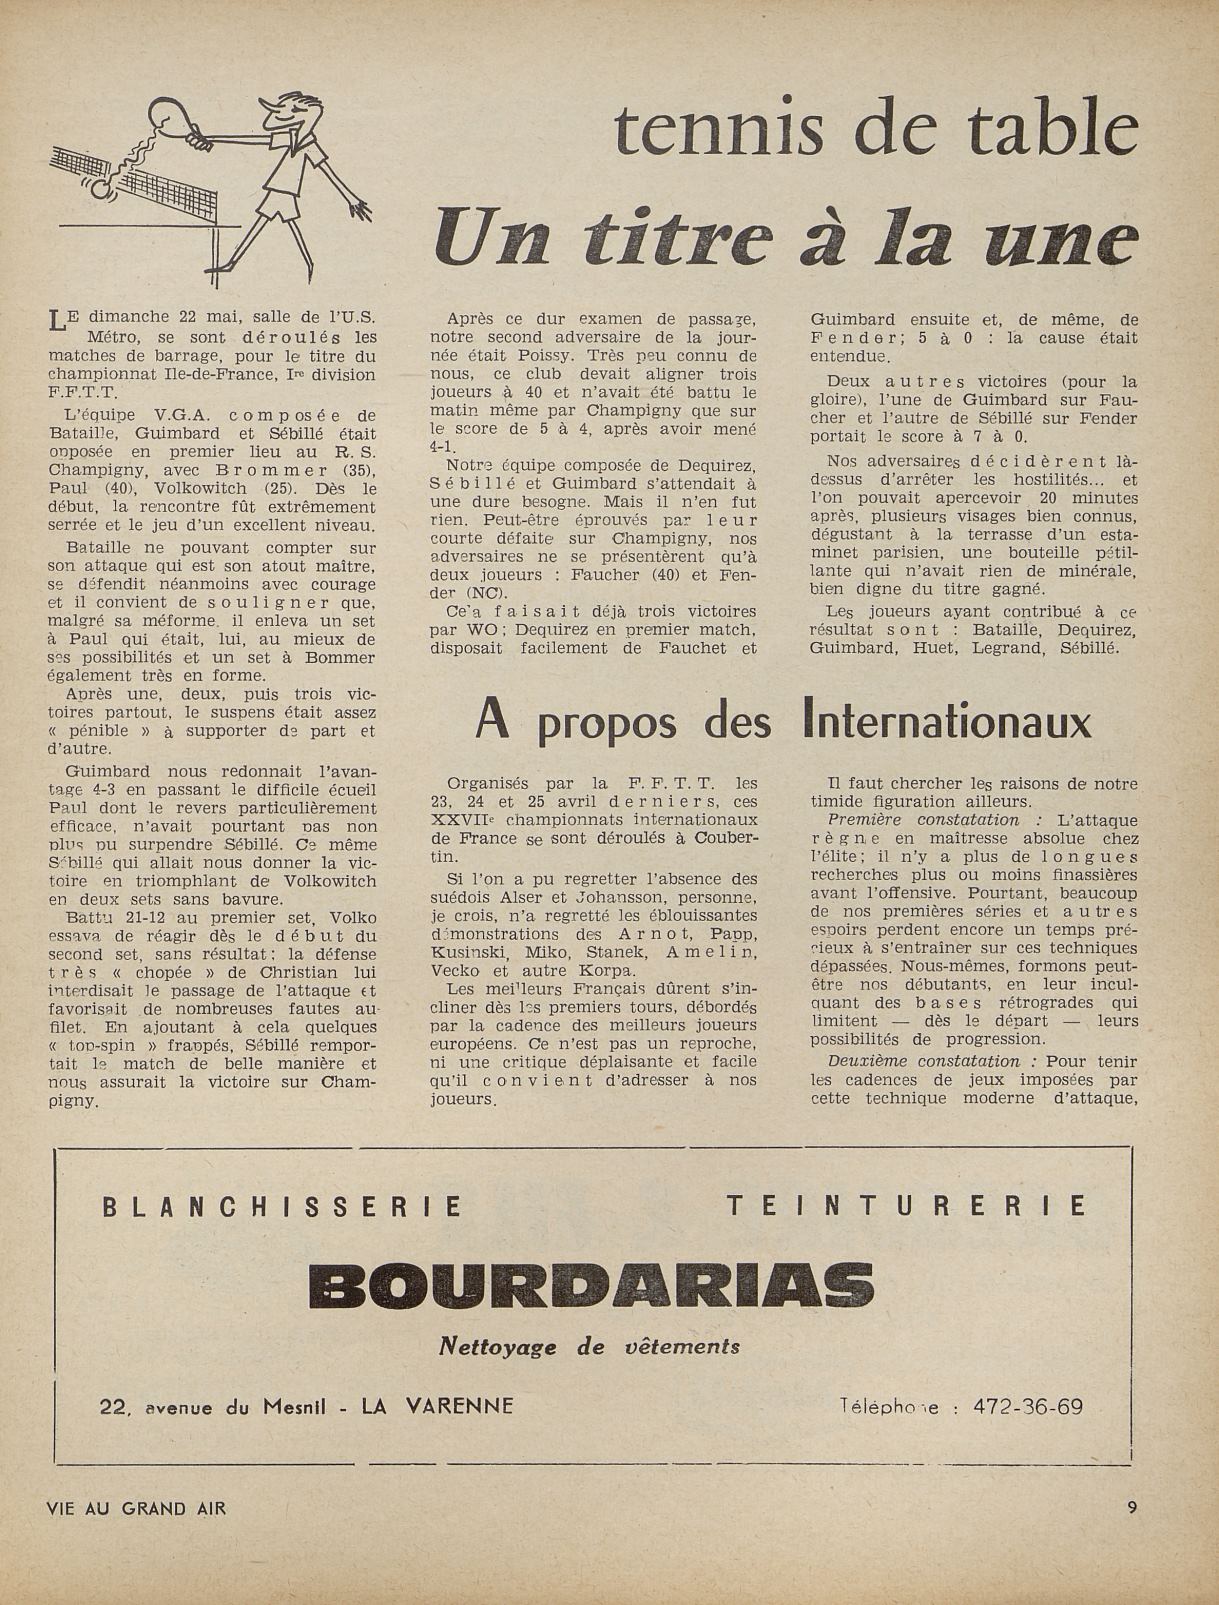 tennis de table
Un titre à la une
LE dimanche 22 mai, salle de l'U.S.
Métro, se sont déroulés les
matches de barrage, pour le titre du
championnat Ile-de-France, Ire division
F.F.T.T.
L'équipe V.G.A. composée de
Bataille, Guimbard et Sébillé était
opposée en premier lieu au R. S.
Champigny, avec Brommer (35),
Paul (40), Volkowitch (25). Dès le
début, la rencontre fût extrêmement
serrée et le jeu d'un excellent niveau.
Bataille ne pouvant compter sur
son attaque qui est son atout maître,
se défendit néanmoins avec courage
et il convient de souligner que,
malgré sa méforme, il enleva un set
à Paul qui était, lui, au mieux de
ses possibilités et un set à Bommer
également très en forme.
Après une, deux, puis trois vic-
toires partout, le suspens était assez
« pénible » à supporter de part et
d'autre.
Guimbard nous redonnait l'avan-
tage 4-3 en passant le difficile écueil
Paul dont le revers particulièrement
efficace, n'avait pourtant pas non
plus pu surpendre Sébillé. Ce même
Sébillé qui allait nous donner la vic-
toire en triomphlant de Volkowitch
en deux sets sans bavure.
Battu 21-12 au premier set, Volko
essaya de réagir dès le début du
second set, sans résultat : la défense
très « chopée » de Christian lui
interdisait le passage de l'attaque et
favorisait de nombreuses fautes au
filet. En ajoutant à cela quelques
« top-spin » frappés, Sébillé rempor-
tait le match de belle manière et
nous assurait la victoire sur Cham-
pigny.
Après ce dur examen de passage,
notre second adversaire de la jour-
née était Poissy. Très peu connu de
nous, ce club devait aligner trois
joueurs à 40 et n'avait été battu le
matin même par Champigny que sur
le score de 5 à 4, après avoir mené
4-1.
Notre équipe composée de Dequirez,
Sébillé et Guimbard s'attendait à
une dure besogne. Mais il n'en fut
rien. Peut-être éprouvés par leur
courte défaite sur Champigny, nos
adversaires ne se présentèrent qu'à
deux joueurs : Faucher (40) et Fen-
der (NC).
Cela faisait déjà trois victoires
par WO ; Dequirez en premier match,
disposait facilement de Fauchet et
Guimbard ensuite et, de même, de
Fender ; 5 à 0 : la cause était
entendue.
Deux autres victoires (pour la
gloire), l'une de Guimbard sur Fau-
cher et l'autre de Sébillé sur Fender
portait le score à 7 à 0.
Nos adversaires décidèrent là-
dessus d'arrêter les hostilités... et
l'on pouvait apercevoir 20 minutes
après, plusieurs visages bien connus,
dégustant à la terrasse d'un esta-
minet parisien, une bouteille pétil-
lante qui n'avait rien de minérale,
bien digne du titre gagné.
Les joueurs ayant contribué à ce
résultat sont : Bataille, Dequirez,
Guimbard, Huet, Legrand, Sébillé.
A propos des Internationaux
Organisés par la F. F. T. T. les
23, 24 et 25 avril derniers, ces
XXVIIe championnats internationaux
de France se sont déroulés à Couber-
tin.
Si l'on a pu regretter l'absence des
suédois Alser et Johansson, personne,
je crois, n'a regretté les éblouissantes
démonstrations des Arnot, Papp,
Kusinski, Miko, Stanek, Amelin,
Vecko et autre Korpa.
Les meilleurs Français dûrent s'in-
cliner dès les premiers tours, débordés
par la cadence des meilleurs joueurs
européens. Ce n'est pas un reproche,
ni une critique déplaisante et facile
qu'il convient d'adresser à nos
joueurs.
Il faut chercher les raisons de notre
timide figuration ailleurs.
Première constatation : L'attaque
règne en maîtresse absolue chez
l'élite ; il n'y a plus de longues
recherches plus ou moins finassières
avant l'offensive. Pourtant, beaucoup
de nos premières séries et autres
espoirs perdent encore un temps pré-
cieux à s'entraîner sur ces techniques
dépassées. Nous-mêmes, formons peut-
être nos débutants, en leur incul-
quant des bases rétrogrades qui
limitent — dès le départ — leurs
possibilités de progression.
Deuxième constatation : Pour tenir
les cadences de jeux imposées par
cette technique moderne d'attaque,
BLANCHISSERIE TEINTURERIE
BOURDARIAS
Nettoyage de vêtements
22, avenue du Mesnil - LA VARENNE Téléphone : 472-36-69
VIE AU GRAND AIR 9